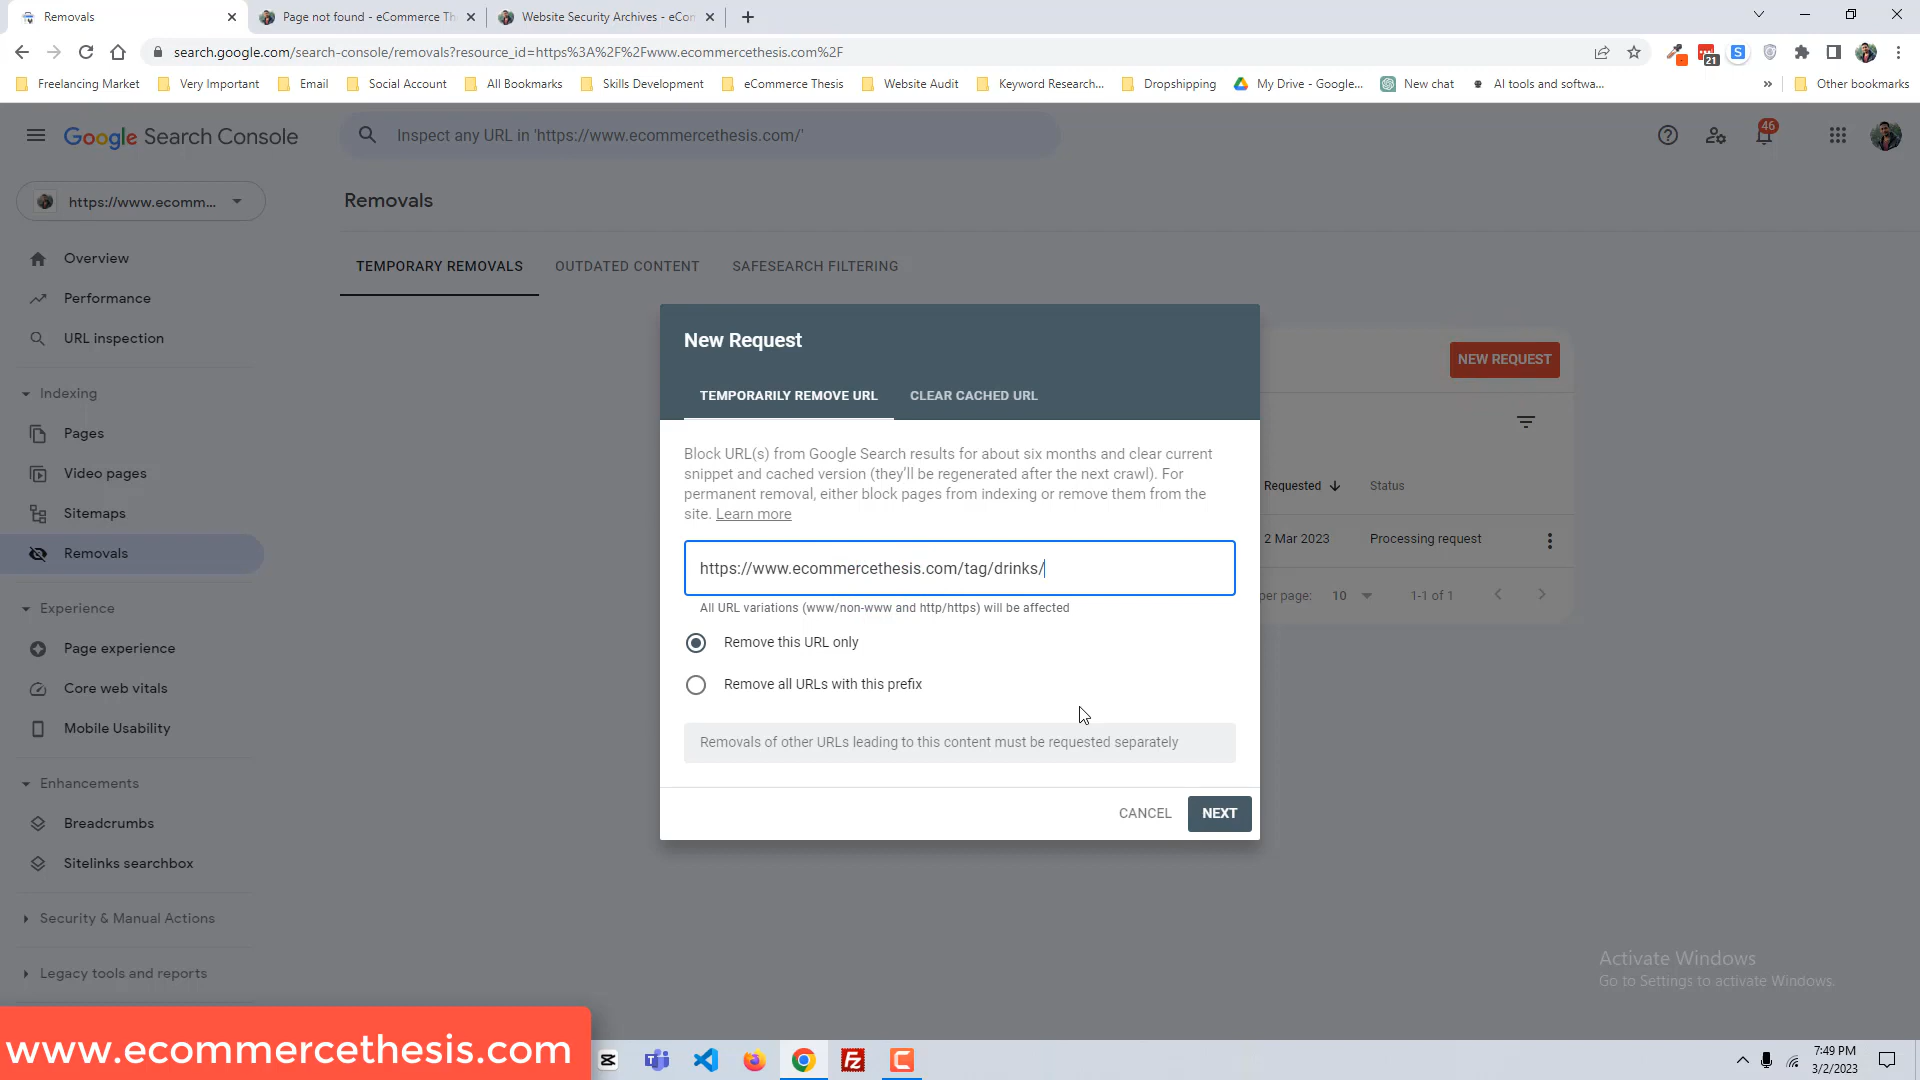 Removals
Page not found - eCommerce Th
Website Security Archives - eCon
search.google.com/search-console/removals?resource_id=https%3A%2F%2Fwww.ecommercethesis.com%2F
21
Freelancing Market
Very Important
Email
Social Account
All Bookmarks
Skills Development
eCommerce Thesis
Website Audit
Keyword Research...
Dropshipping
My Drive - Google...
New chat
AI tools and softwa...
»
Other bookmarks
Google Search Console
Inspect any URL in 'https://www.ecommercethesis.com/'
46
https://www.ecomm...
Removals
TEMPORARY REMOVALS
OUTDATED CONTENT
SAFESEARCH FILTERING
Overview
Performance
URL inspection
Indexing
Pages
Video pages
Sitemaps
Removals
Experience
Page experience
Core web vitals
Mobile Usability
Enhancements
Breadcrumbs
Sitelinks searchbox
Security & Manual Actions
Legacy tools and reports
NEW REQUEST
Requested
Status
2 Mar 2023
Processing request
per page:
10
1-1 of 1
New Request
TEMPORARILY REMOVE URL
CLEAR CACHED URL
Block URL(s) from Google Search results for about six months and clear current
snippet and cached version (they'll be regenerated after the next crawl). For
permanent removal, either block pages from indexing or remove them from the
site. Learn more
https://www.ecommercethesis.com/tag/drinks/
All URL variations (www/non-www and http/https) will be affected
Remove this URL only
Remove all URLs with this prefix
Removals of other URLs leading to this content must be requested separately
CANCEL
NEXT
Activate Windows
Go to Settings to activate Windows.
www.ecommercethesis.com
7:49 PM
3/2/2023